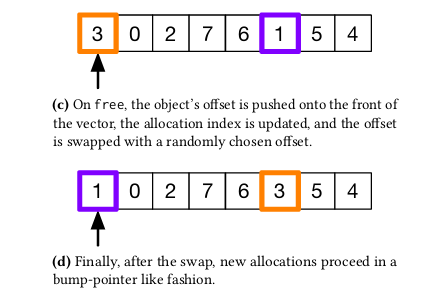 3 0 2 7 6 1 5 4
(c) On free, the object's offset is pushed onto the front of
the vector, the allocation index is updated, and the offset
is swapped with a randomly chosen offset.
1 0 2 7 6 3 5 4
(d) Finally, after the swap, new allocations proceed in a
bump-pointer like fashion.